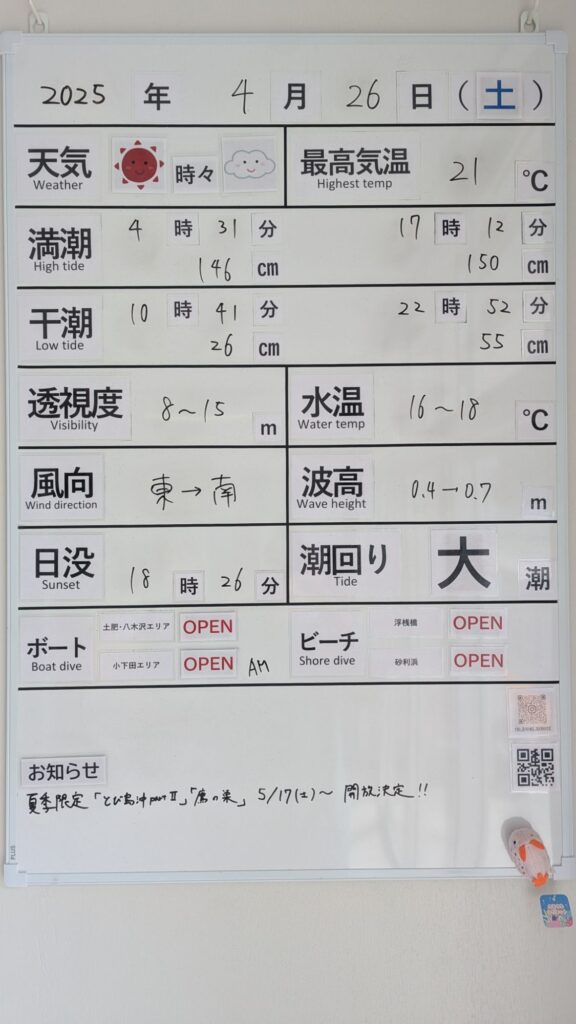 2025 年 4 月 26 日 (土)
天気 時々
Weather
最高気温 21 ℃
Highest temp
満潮 4 時 31 分 17 時 12 分
High tide 146 cm 150 cm
干潮 10 時 41 分 22 時 52 分
Low tide 26 cm 55 cm
透視度 8～15 m
Visibility
水温 16～18 ℃
Water temp
風向 東→南
Wind direction
波高 0.4→0.7 m
Wave height
日没 18 時 26 分
Sunset
潮回り 大 潮
Tide
ボート
Boat dive
土肥・八木沢エリア OPEN
小下田エリア OPEN AM
ビーチ
Shore dive
浮桟橋 OPEN
砂利浜 OPEN
お知らせ
夏季限定「とび島沖partⅡ」「鷹の巣」5/17(土)～ 開放決定!!
PLUS